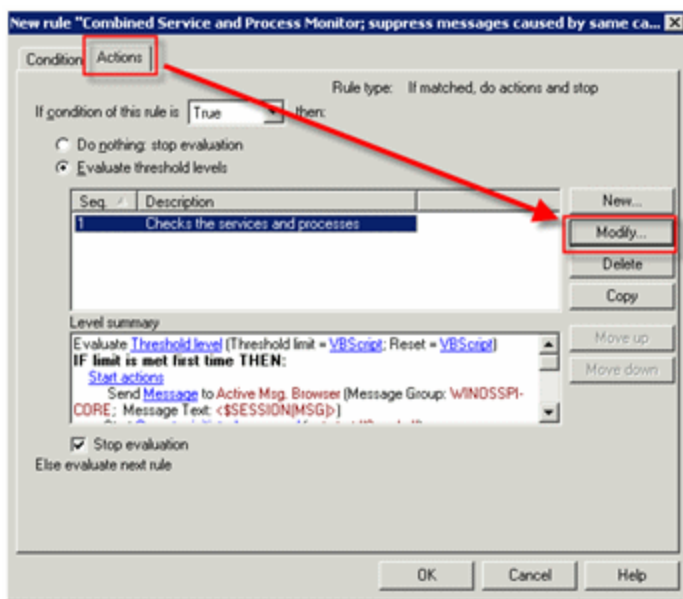 New rule "Combined Service and Process Monitor; suppress messages caused by same ca...
Condition Actions
Rule type: If matched, do actions and stop
If condition of this rule is True then:
Do nothing: stop evaluation
Evaluate threshold levels
Seq. Description
1 Checks the services and processes
New...
Modify...
Delete
Copy
Move up
Move down
Level summary
Evaluate Threshold level (Threshold limit = VBScript; Reset = VBScript)
IF limit is met first time THEN:
Start actions
Send Message to Active Msg. Browser (Message Group: WINOSSPI-
CORE; Message Text: <$SESSION(MSG)>)
Stop evaluation
Else evaluate next rule
OK Cancel Help